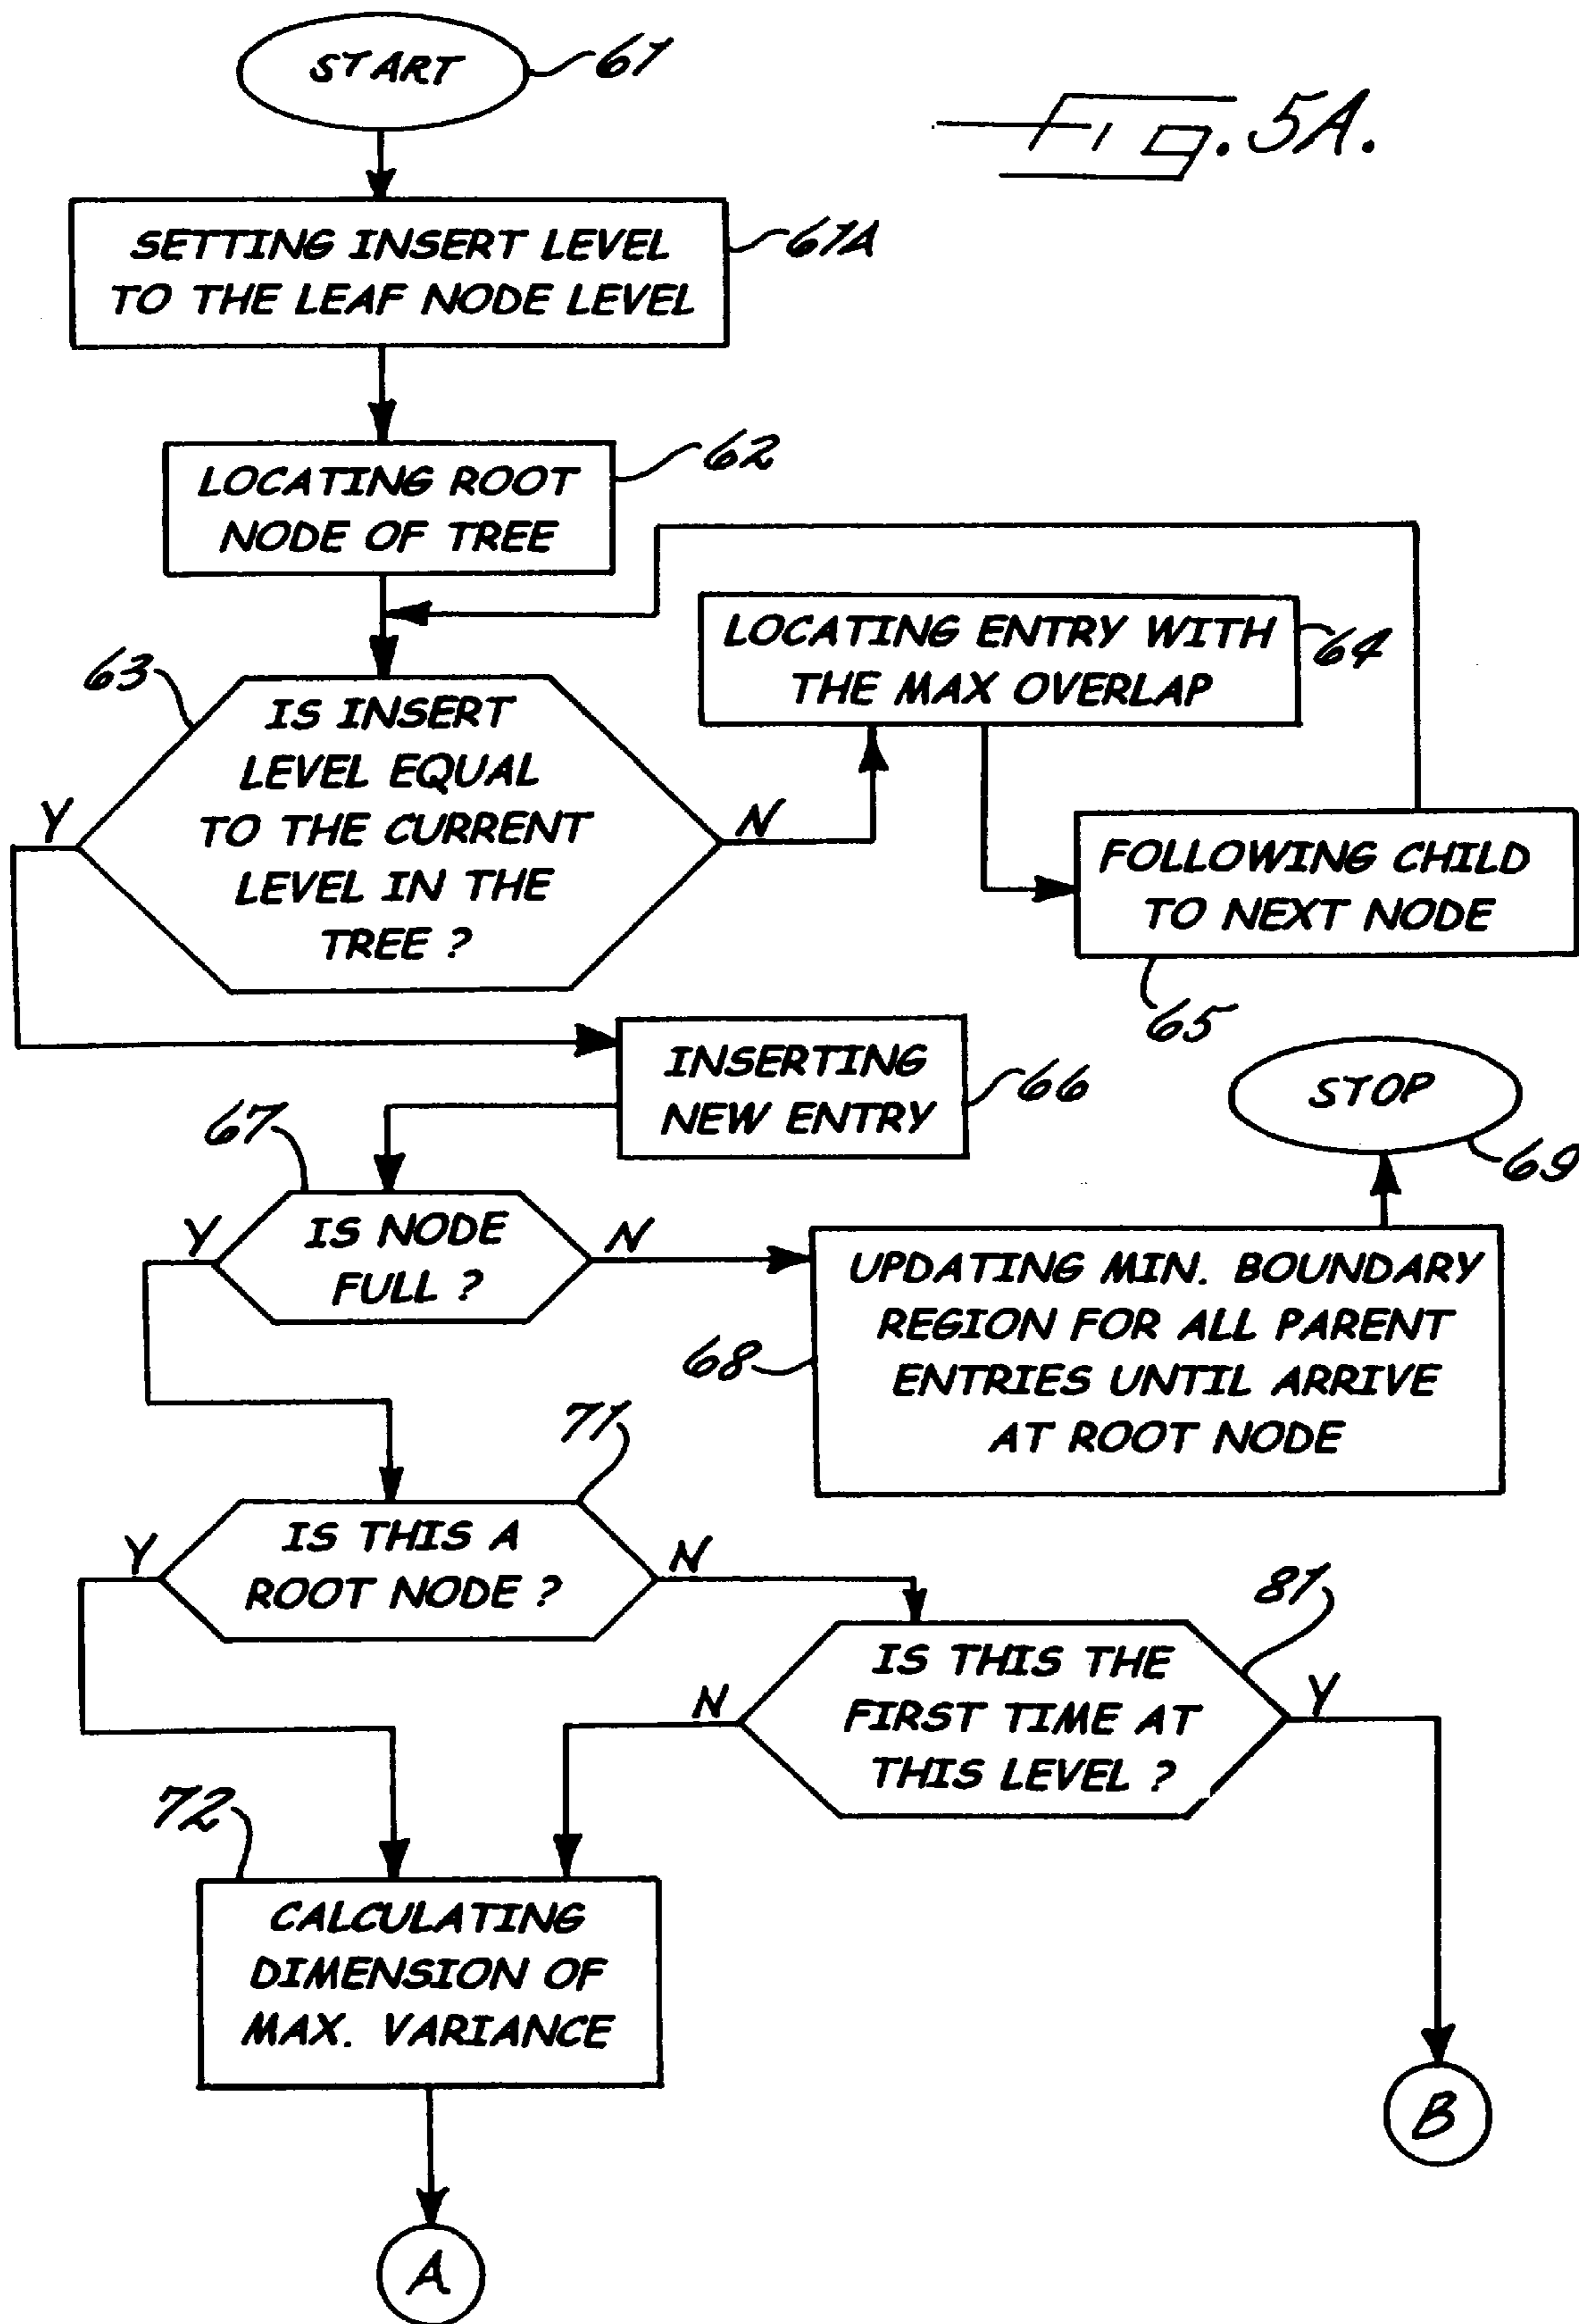 START
61
Fig. 5A.
SETTING INSERT LEVEL
TO THE LEAF NODE LEVEL
61A
LOCATING ROOT
NODE OF TREE
62
LOCATING ENTRY WITH
THE MAX OVERLAP
64
63
IS INSERT
LEVEL EQUAL
TO THE CURRENT
LEVEL IN THE
TREE ?
Y
N
FOLLOWING CHILD
TO NEXT NODE
65
INSERTING
NEW ENTRY
66
STOP
69
67
IS NODE
FULL ?
Y
N
UPDATING MIN. BOUNDARY
REGION FOR ALL PARENT
ENTRIES UNTIL ARRIVE
AT ROOT NODE
68
71
IS THIS A
ROOT NODE ?
Y
N
81
IS THIS THE
FIRST TIME AT
THIS LEVEL ?
N
Y
72
CALCULATING
DIMENSION OF
MAX. VARIANCE
B
A